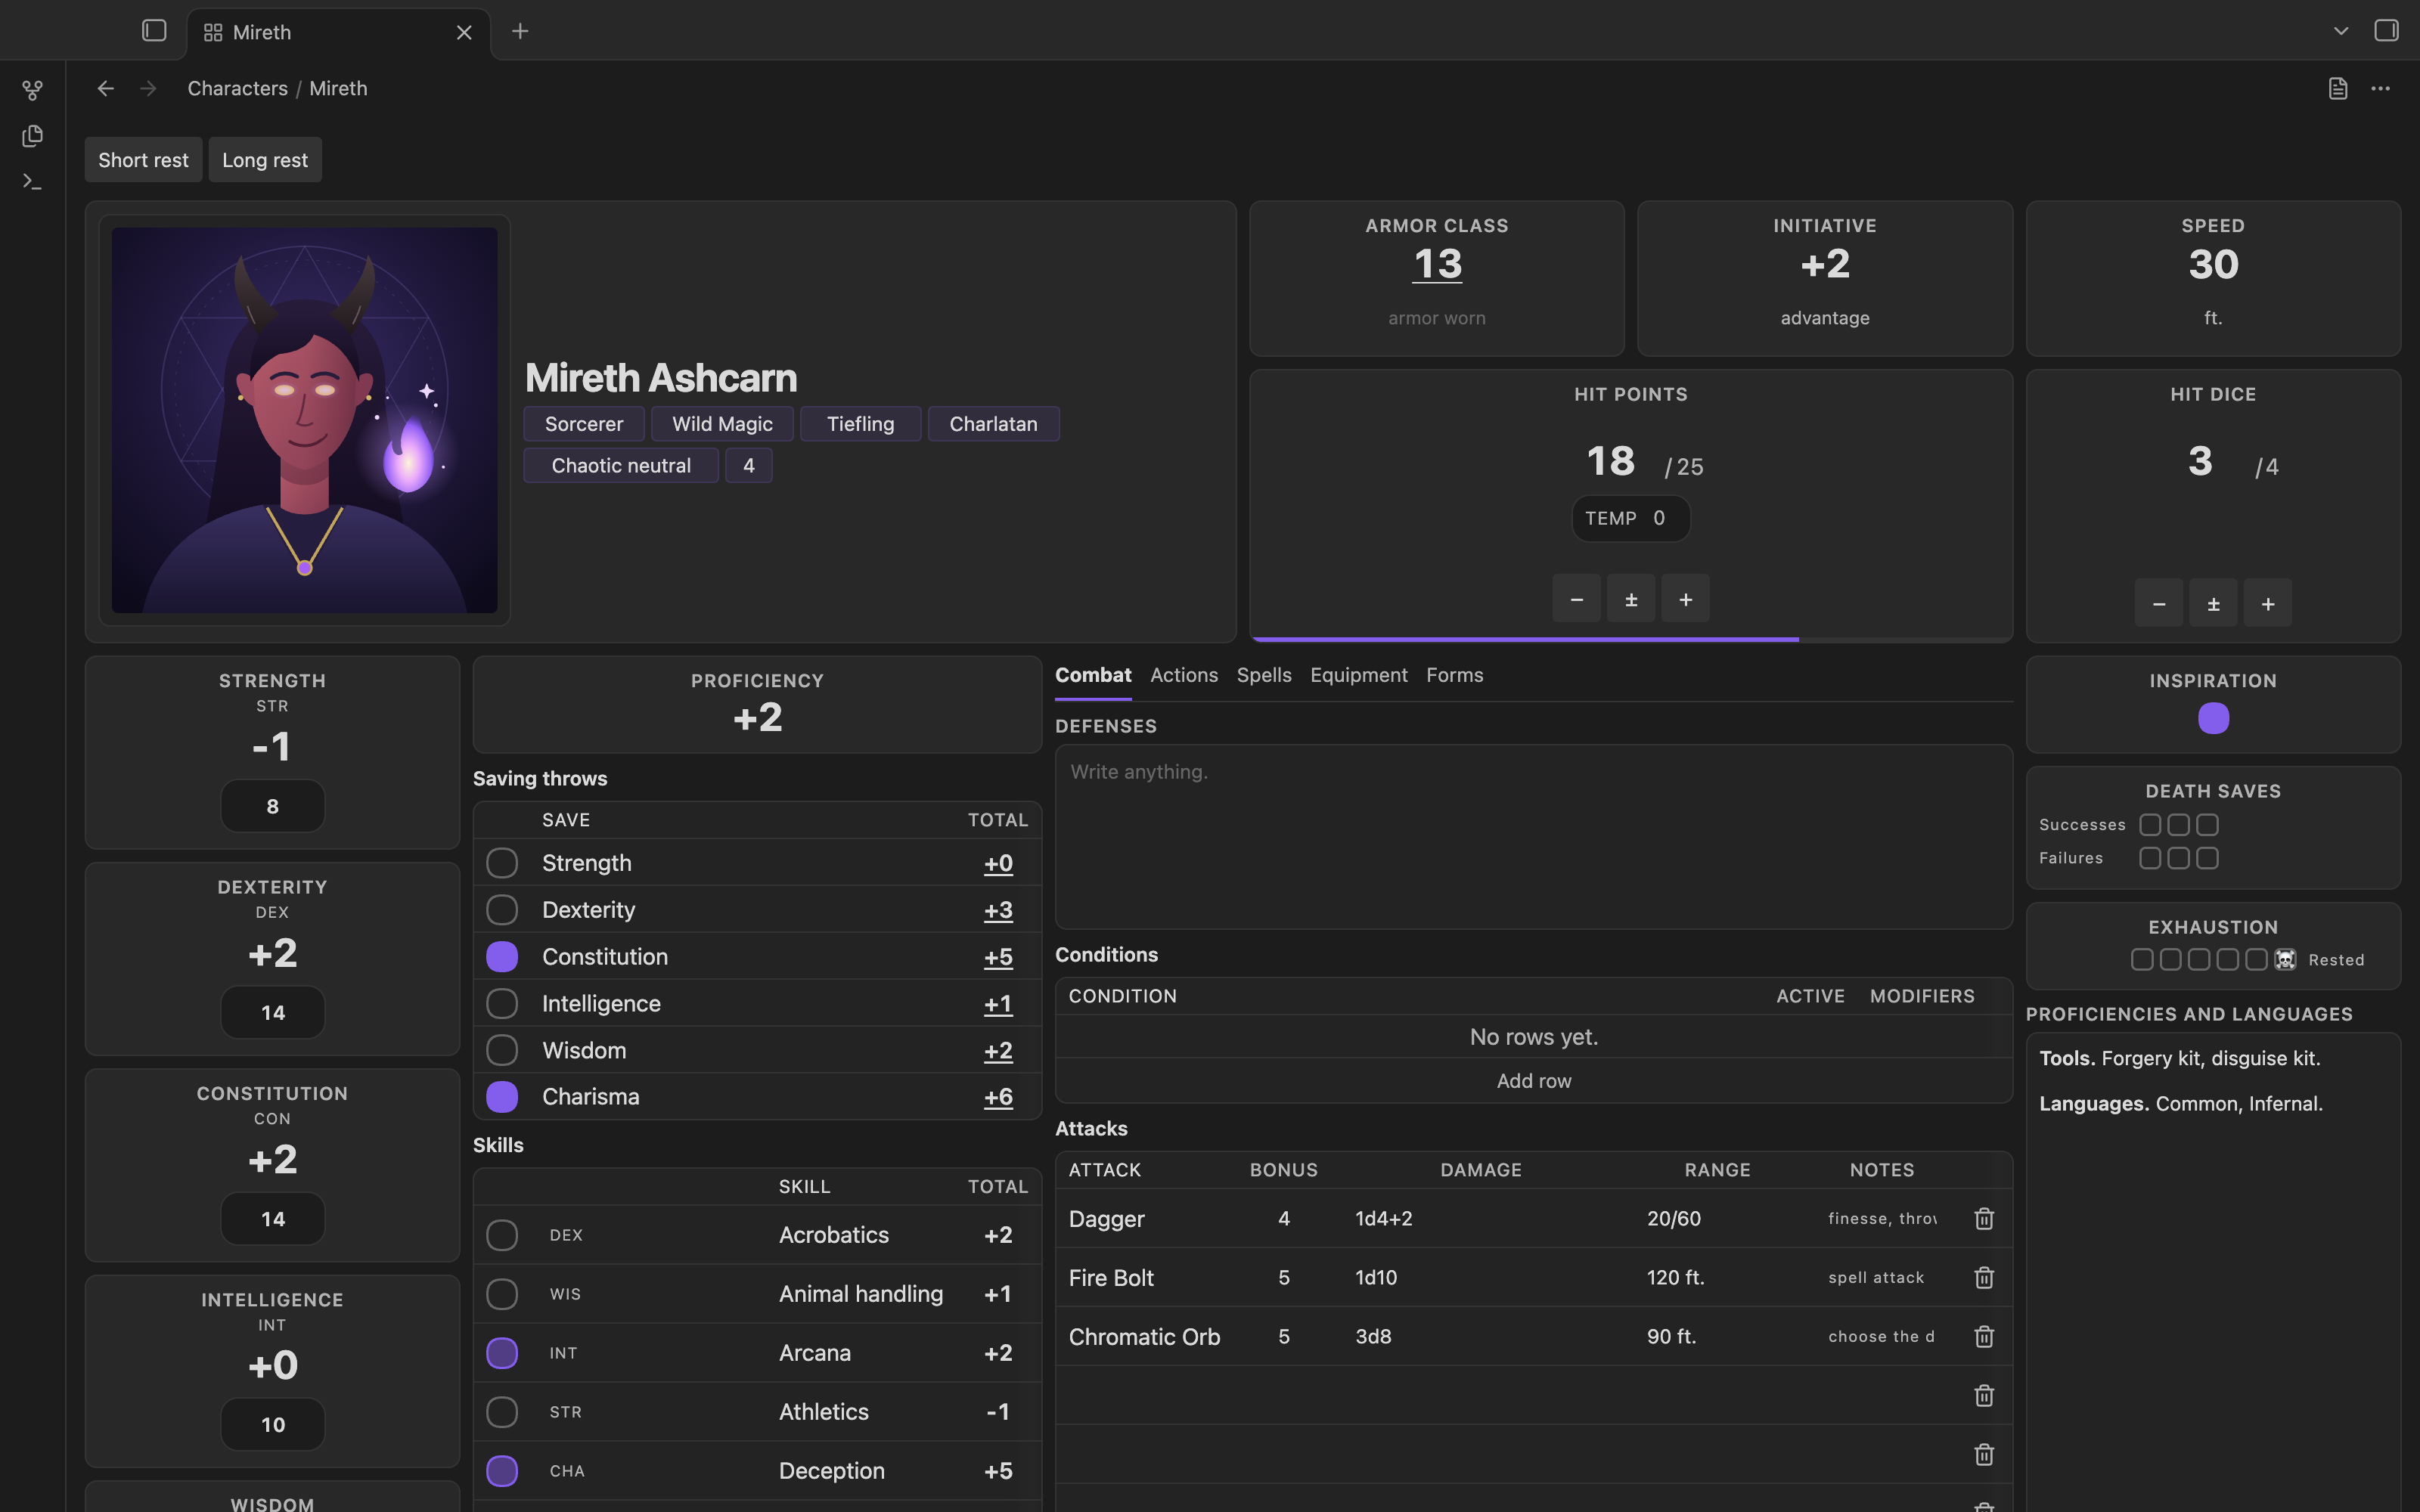 Mireth
Characters / Mireth
Short rest Long rest
Mireth Ashcarn
Sorcerer Wild Magic Tiefling Charlatan
Chaotic neutral 4
ARMOR CLASS
13
armor worn
INITIATIVE
+2
advantage
SPEED
30
ft.
HIT POINTS
18 / 25
TEMP 0
− ± +
HIT DICE
3 / 4
− ± +
STRENGTH
STR
-1
8
DEXTERITY
DEX
+2
14
CONSTITUTION
CON
+2
14
INTELLIGENCE
INT
+0
10
WISDOM
PROFICIENCY
+2
Saving throws
SAVE TOTAL
Strength +0
Dexterity +3
Constitution +5
Intelligence +1
Wisdom +2
Charisma +6
Skills
SKILL TOTAL
DEX Acrobatics +2
WIS Animal handling +1
INT Arcana +2
STR Athletics -1
CHA Deception +5
Combat Actions Spells Equipment Forms
DEFENSES
Write anything.
Conditions
CONDITION ACTIVE MODIFIERS
No rows yet.
Add row
Attacks
ATTACK BONUS DAMAGE RANGE NOTES
Dagger 4 1d4+2 20/60 finesse,
Fire Bolt 5 1d10 120 ft. spell attack
Chromatic Orb 5 3d8 90 ft. choose the d
INSPIRATION
DEATH SAVES
Successes
Failures
EXHAUSTION
Rested
PROFICIENCIES AND LANGUAGES
Tools. Forgery kit, disguise kit.
Languages. Common, Infernal.